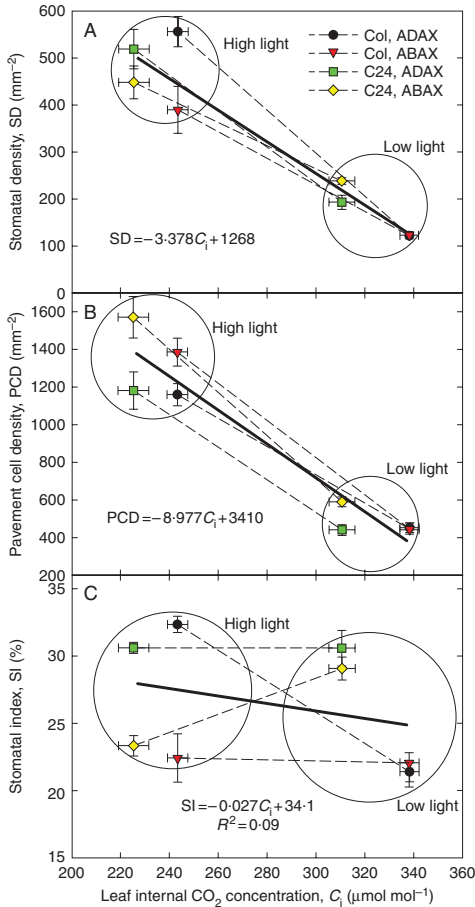 A
High light
Col, ADAX
Col, ABAX
C24, ADAX
C24, ABAX
Low light
SD=−3·378Ci+1268
Stomatal density, SD (mm−2)
600
500
400
300
200
100
0
B
High light
Low light
PCD=−8·977Ci+3410
Pavement cell density, PCD (mm−2)
1600
1400
1200
1000
800
600
400
200
C
High light
Low light
SI=−0·027Ci+34·1
R2=0·09
Stomatal index, SI (%)
35
30
25
20
15
200 220 240 260 280 300 320 340 360
Leaf internal CO2 concentration, Ci (μmol mol−1)